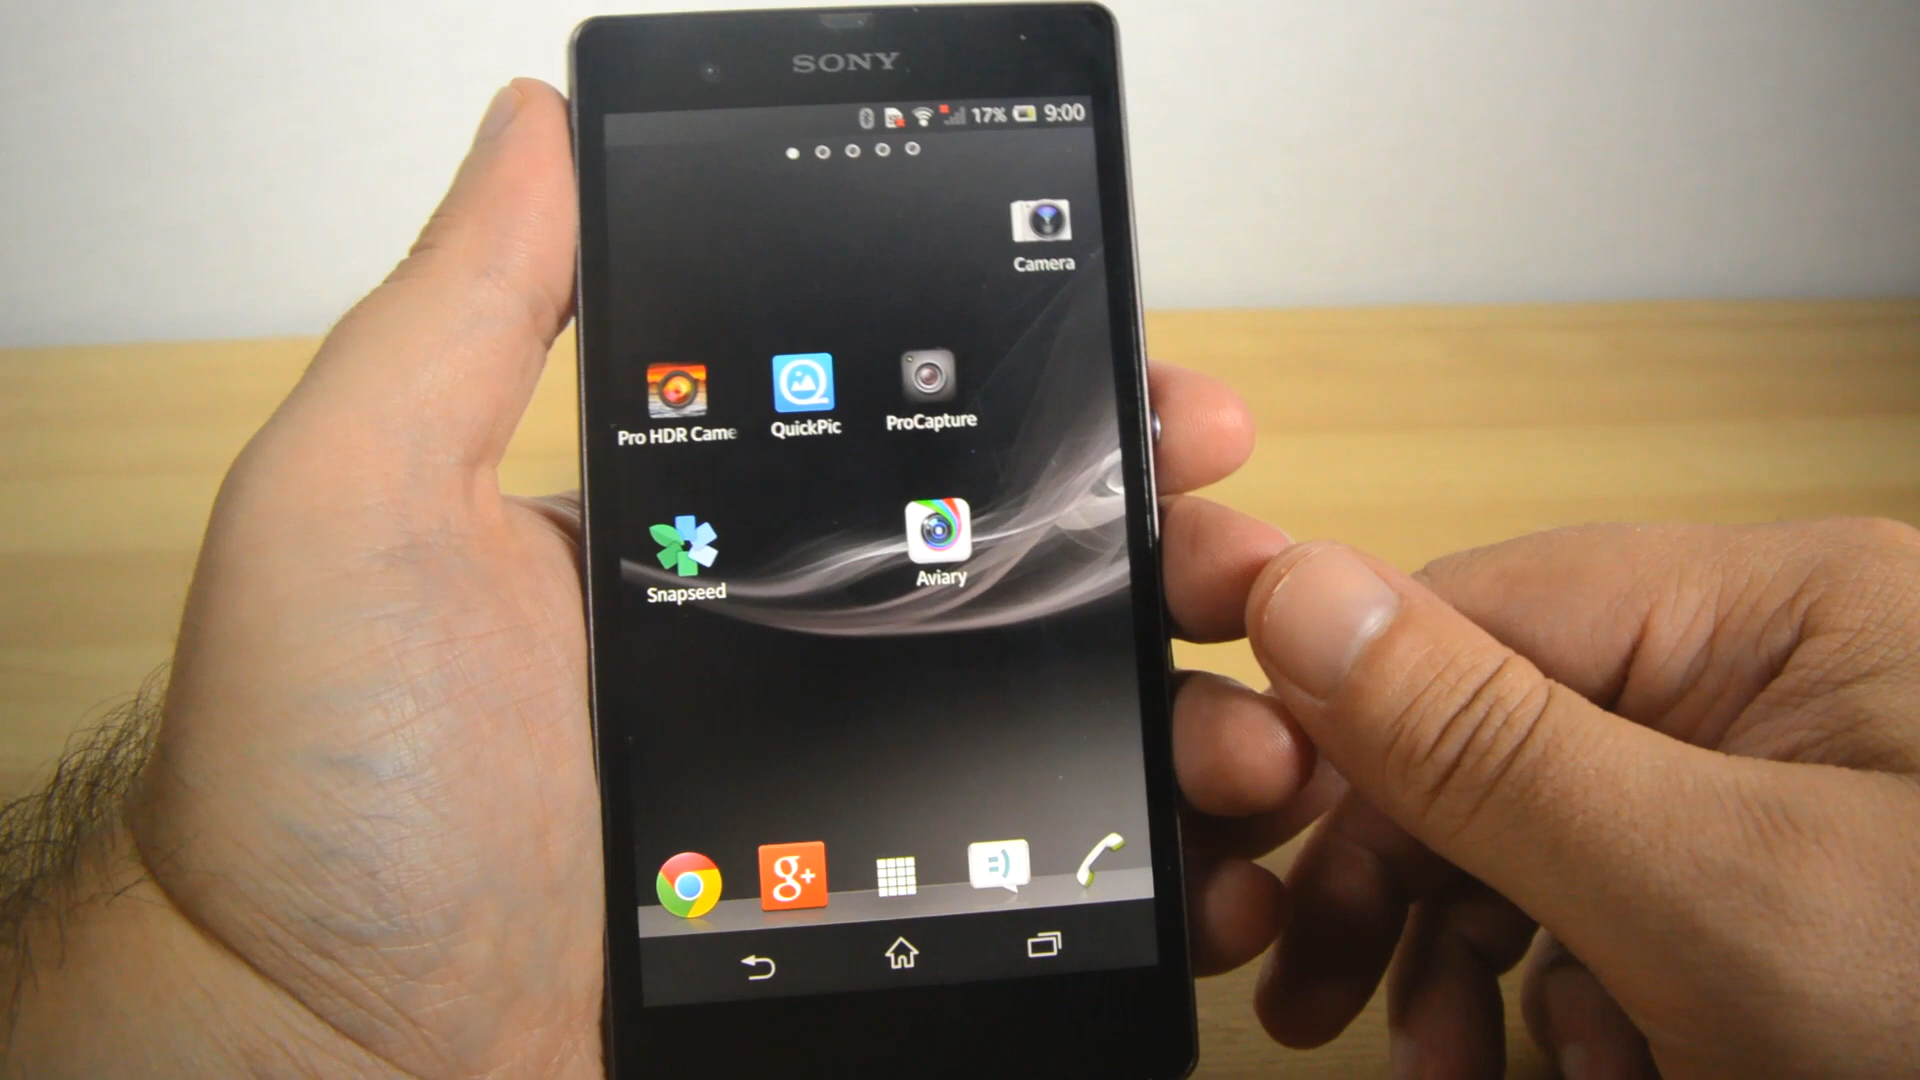 SONY
17% 9:00
Camera
Pro HDR Came
QuickPic
ProCapture
Snapseed
Aviary
g+
=)